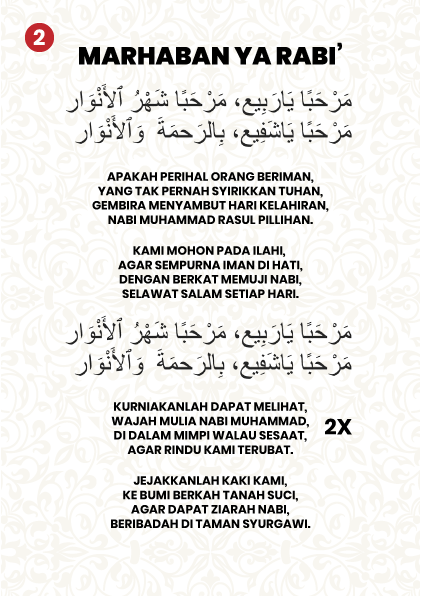 2
MARHABAN YA RABI’
مَرْحَبًا يَارَبِيع، مَرْحَبًا شَهْرُ ٱلأَنْوَار
مَرْحَبًا يَاشَفِيع، بِالرَحمَةَ وَٱلأَنْوَار
APAKAH PERIHAL ORANG BERIMAN,
YANG TAK PERNAH SYIRIKKAN TUHAN,
GEMBIRA MENYAMBUT HARI KELAHIRAN,
NABI MUHAMMAD RASUL PILLIHAN.
KAMI MOHON PADA ILAHI,
AGAR SEMPURNA IMAN DI HATI,
DENGAN BERKAT MEMUJI NABI,
SELAWAT SALAM SETIAP HARI.
مَرْحَبًا يَارَبِيع، مَرْحَبًا شَهْرُ ٱلأَنْوَار
مَرْحَبًا يَاشَفِيع، بِالرَحمَةَ وَٱلأَنْوَار
KURNIAKANLAH DAPAT MELIHAT,
WAJAH MULIA NABI MUHAMMAD,
DI DALAM MIMPI WALAU SESAAT,
AGAR RINDU KAMI TERUBAT.
2X
JEJAKKANLAH KAKI KAMI,
KE BUMI BERKAH TANAH SUCI,
AGAR DAPAT ZIARAH NABI,
BERIBADAH DI TAMAN SYURGAWI.